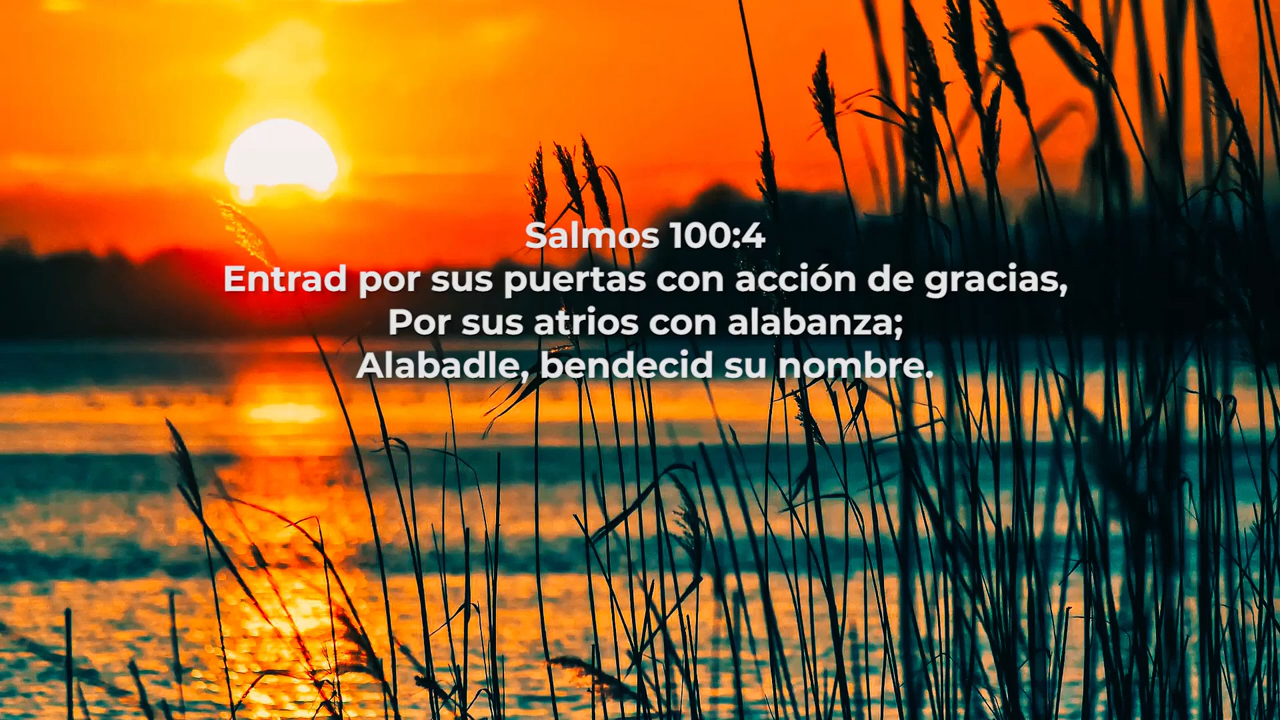 Salmos 100:4
Entrad por sus puertas con acción de gracias,
Por sus atrios con alabanza;
Alabadle, bendecid su nombre.